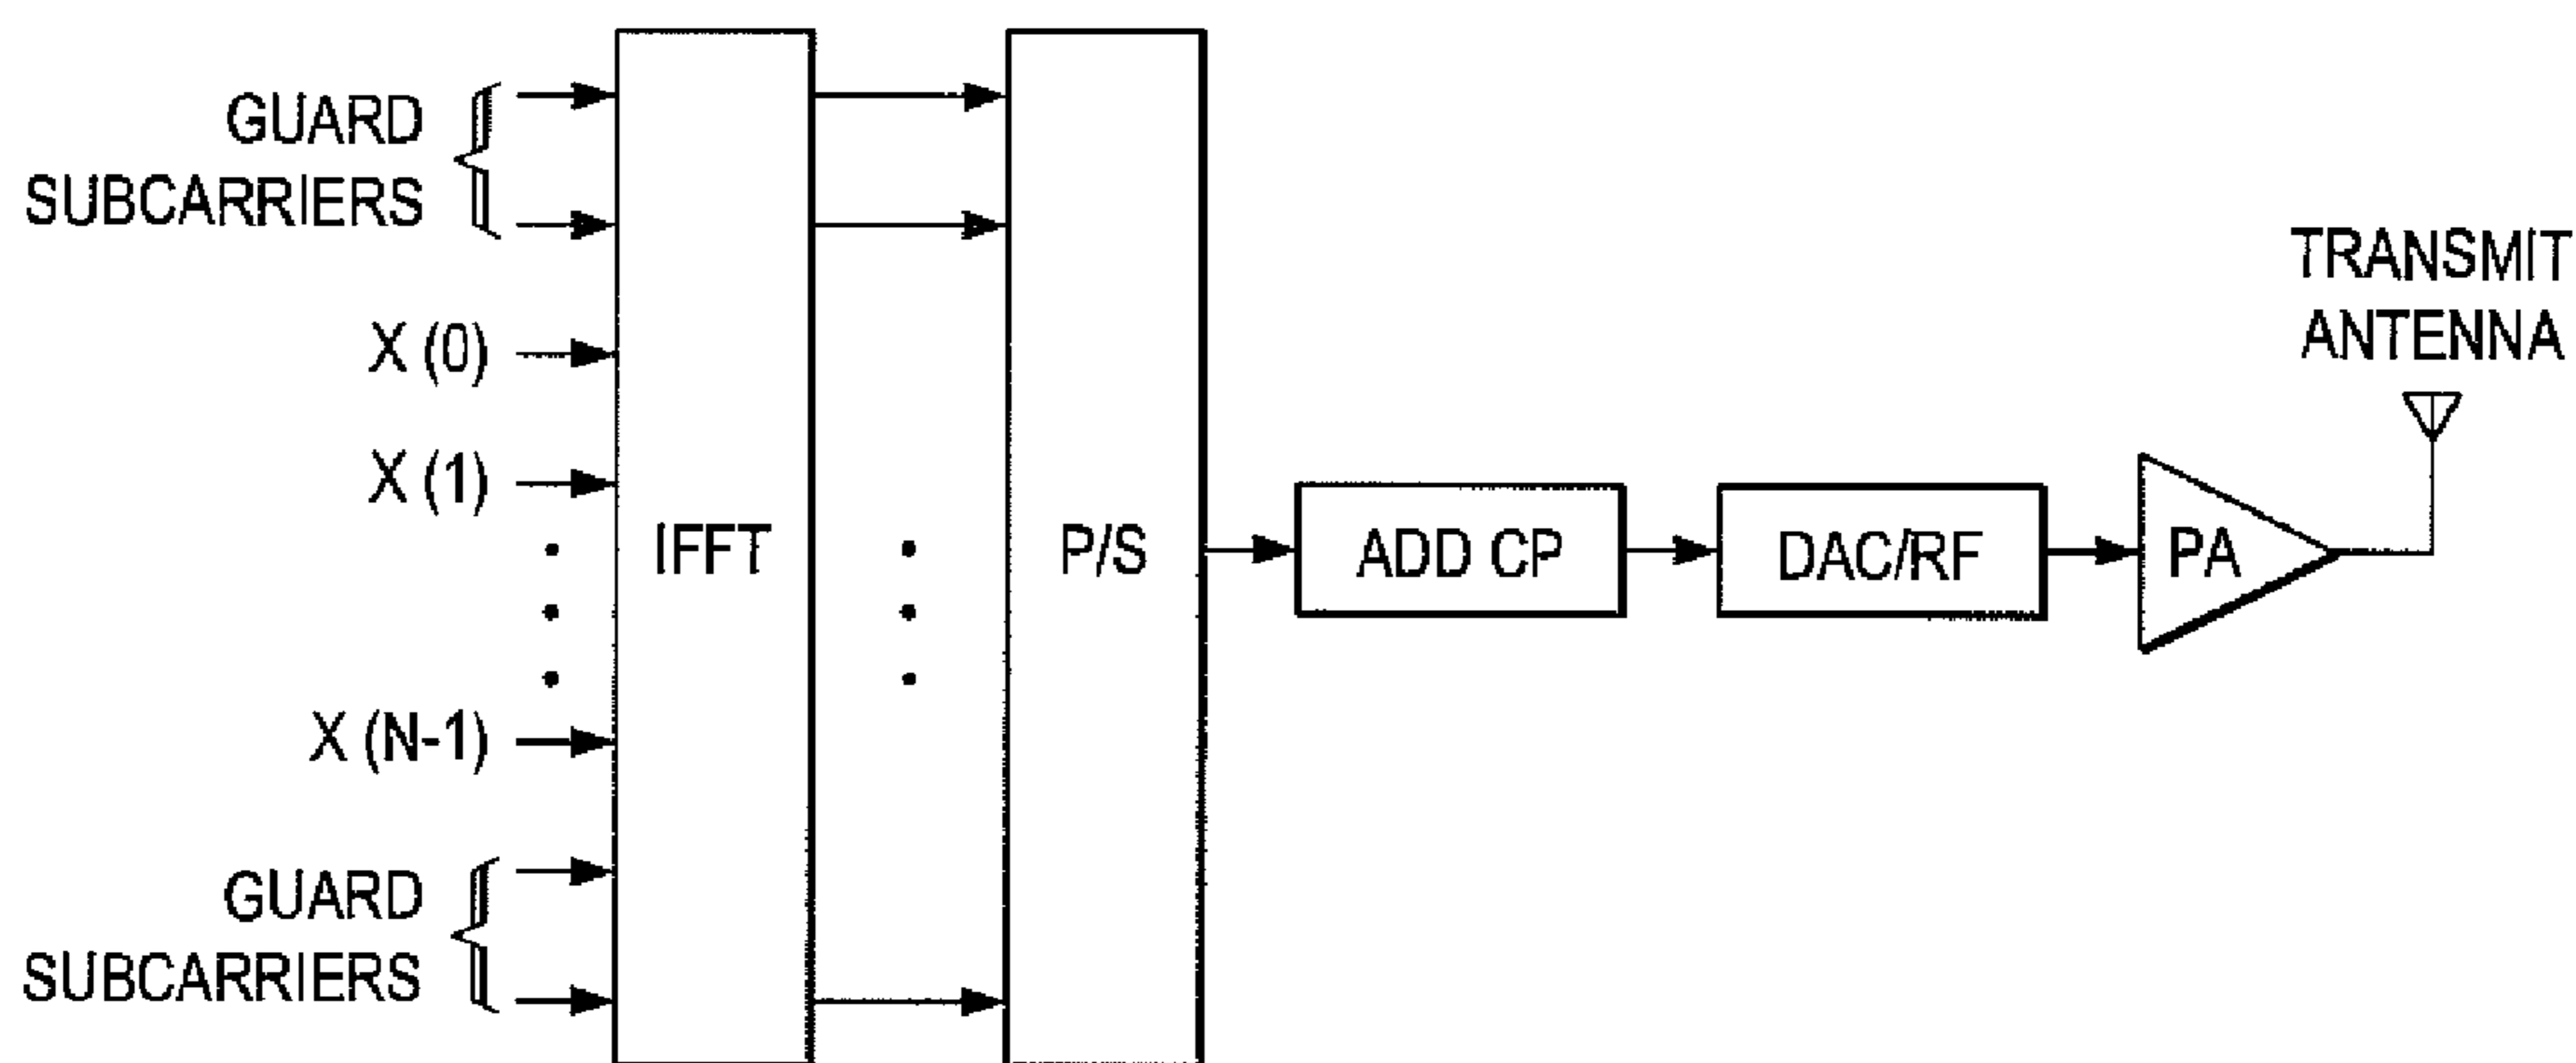 GUARD
SUBCARRIERS
X (0)
X (1)
X (N-1)
GUARD
SUBCARRIERS
IFFT
P/S
ADD CP
DAC/RF
PA
TRANSMIT
ANTENNA